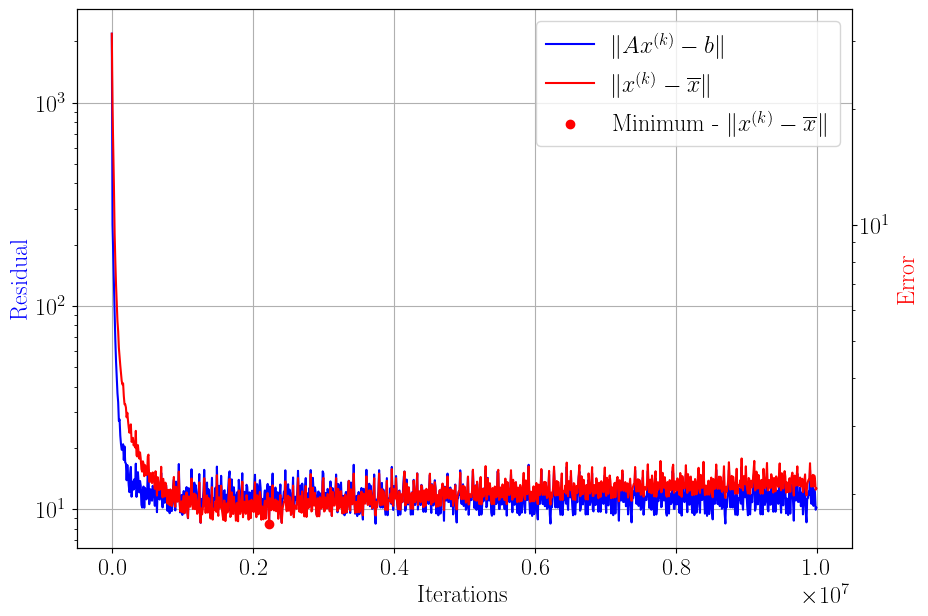 ‖Ax^{(k)} − b‖
‖x^{(k)} − x̅‖
Minimum - ‖x^{(k)} − x̅‖
10^3
10^2
10^1
Residual
10^1
Error
0.0 0.2 0.4 0.6 0.8 1.0
Iterations
×10^7